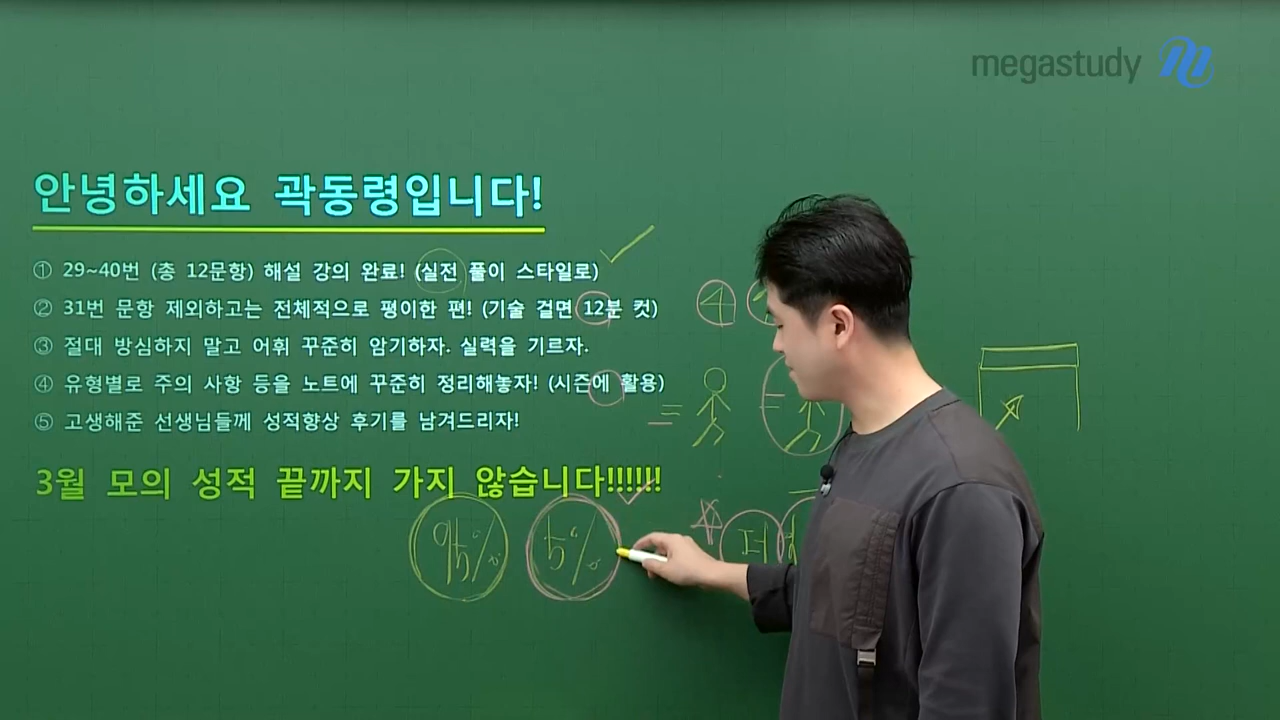 megastudy
안녕하세요 곽동령입니다!
① 29~40번 (총 12문항) 해설 강의 완료! (실전 풀이 스타일로)
② 31번 문항 제외하고는 전체적으로 평이한 편! (기술 걸면 12분 컷)
③ 절대 방심하지 말고 어휘 꾸준히 암기하자. 실력을 기르자.
④ 유형별로 주의 사항 등을 노트에 꾸준히 정리해놓자! (시즌에 활용)
⑤ 고생해준 선생님들께 성적향상 후기를 남겨드리자!
4
3월 모의 성적 끝까지 가지 않습니다!!!!!!
95% 5%